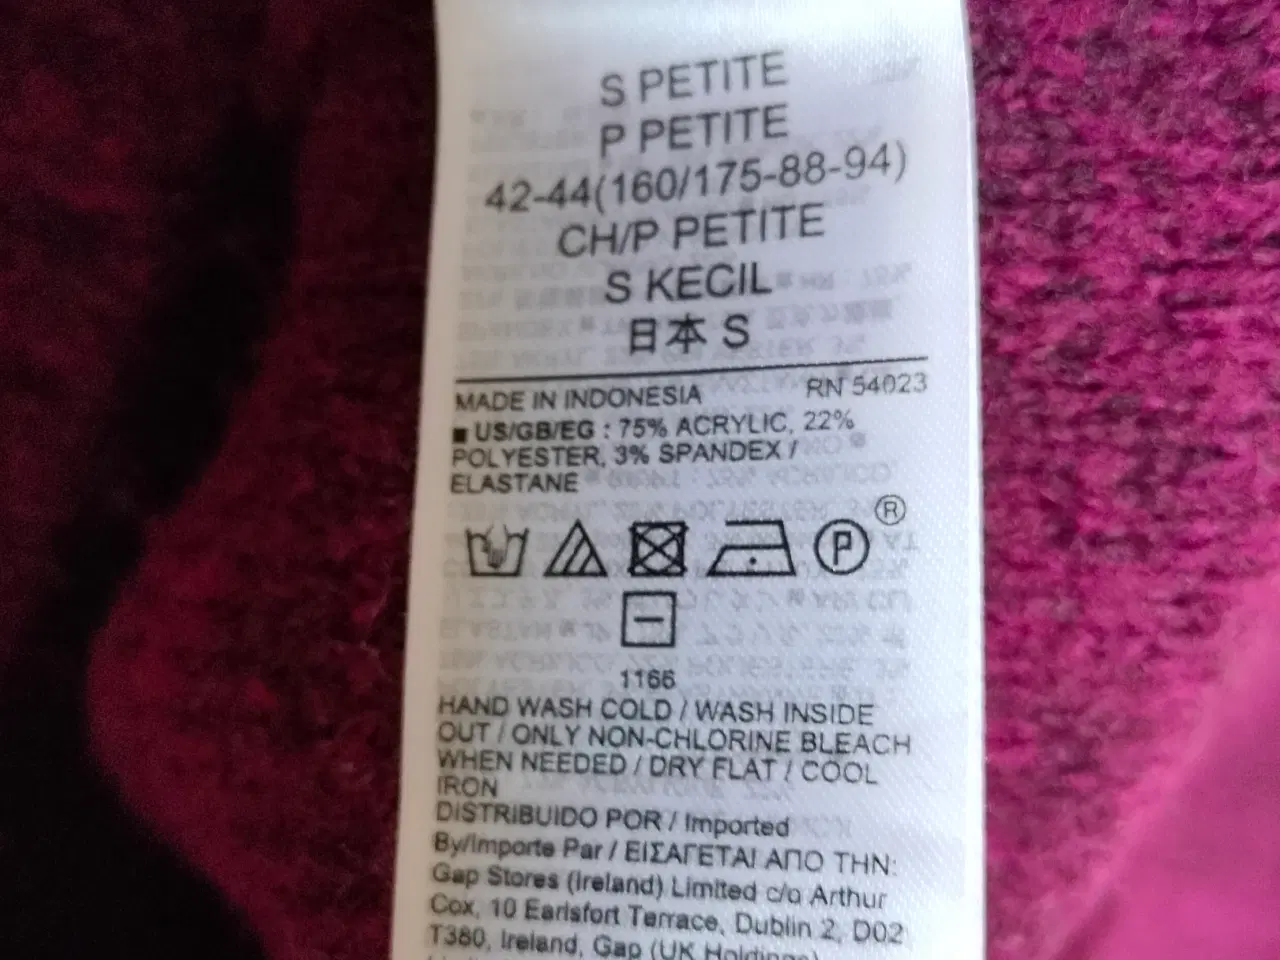 S PETITE
P PETITE
42-44(160/175-88-94)
CH/P PETITE
S KECIL
日本 S
MADE IN INDONESIA RN 54023
■ US/GB/EG : 75% ACRYLIC, 22%
POLYESTER, 3% SPANDEX /
ELASTANE
®
P
1166
HAND WASH COLD / WASH INSIDE
OUT / ONLY NON-CHLORINE BLEACH
WHEN NEEDED / DRY FLAT / COOL
IRON
DISTRIBUIDO POR / Imported
By/Importe Par / ΕΙΣΑΓΕΤΑΙ ΑΠΟ ΤΗΝ:
Gap Stores (Ireland) Limited c/o Arthur
Cox, 10 Earlsfort Terrace, Dublin 2, D02
T380, Ireland, Gap (UK Holdings)